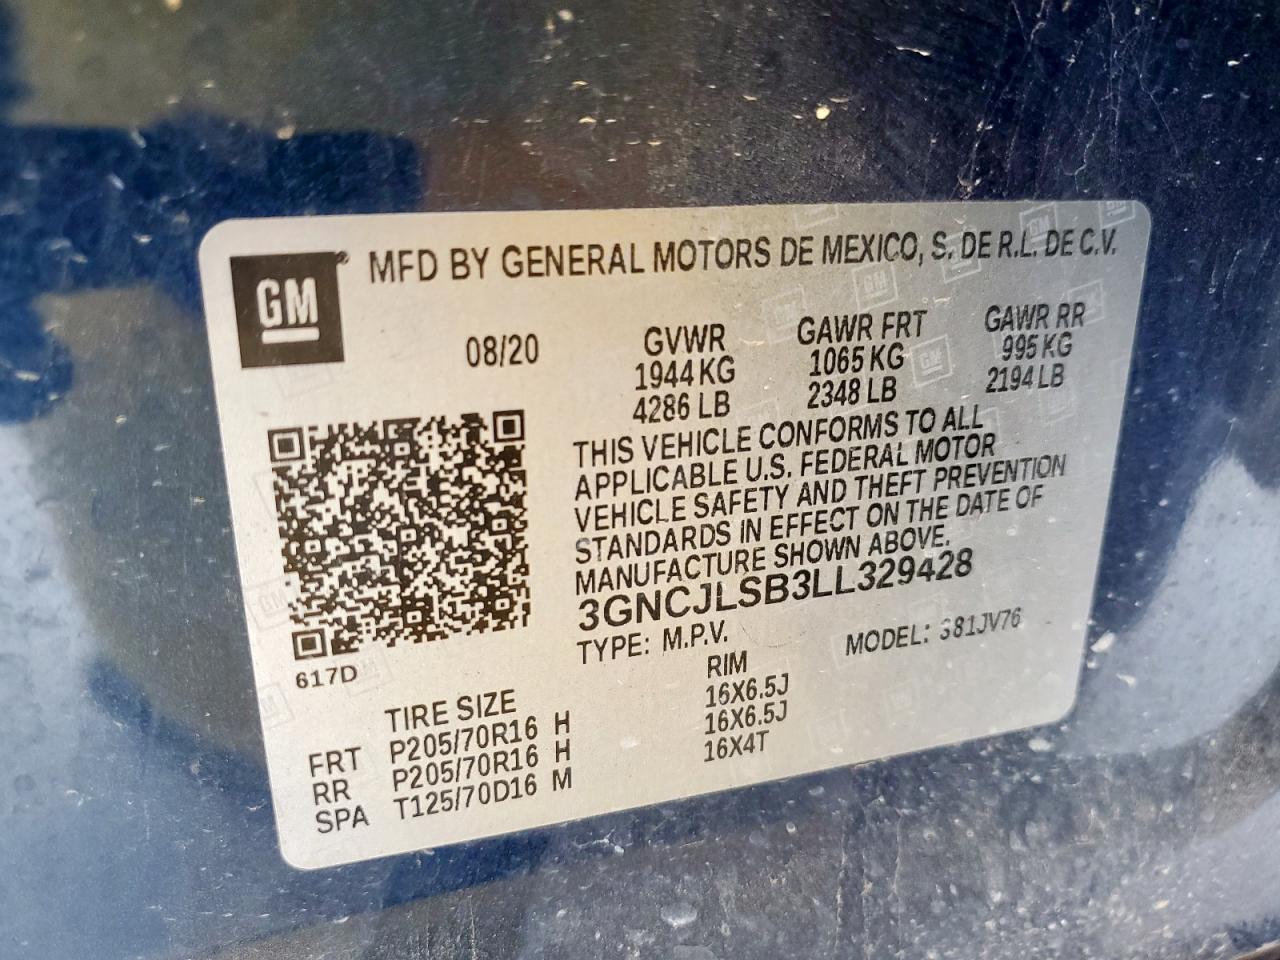 GM® MFD BY GENERAL MOTORS DE MEXICO, S. DE R.L. DE C.V.
08/20 GVWR GAWR FRT GAWR RR
1944 KG 1065 KG 995 KG
4286 LB 2348 LB 2194 LB
THIS VEHICLE CONFORMS TO ALL
APPLICABLE U.S. FEDERAL MOTOR
VEHICLE SAFETY AND THEFT PREVENTION
STANDARDS IN EFFECT ON THE DATE OF
MANUFACTURE SHOWN ABOVE.
3GNCJLSB3LL329428
TYPE: M.P.V. MODEL: 381JV76
617D
TIRE SIZE RIM
FRT P205/70R16 H 16X6.5J
RR P205/70R16 H 16X6.5J
SPA T125/70D16 M 16X4T